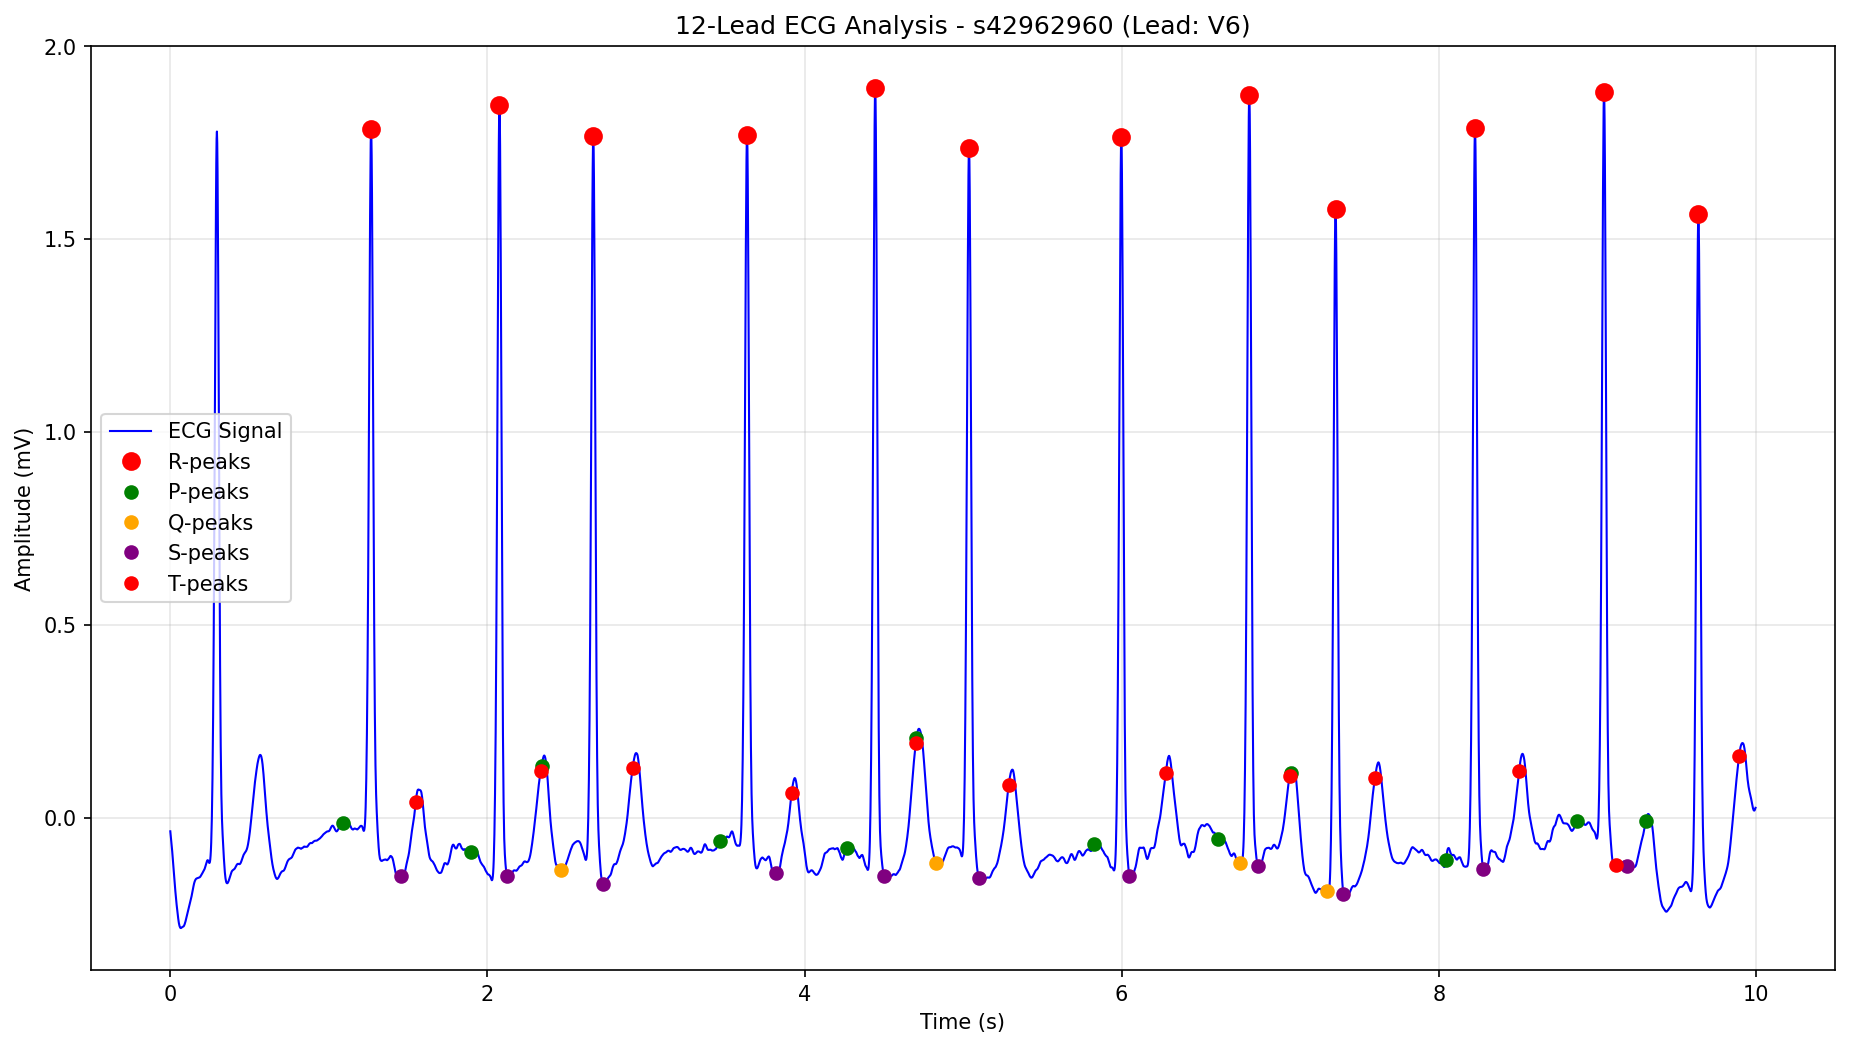 12-Lead ECG Analysis - s42962960 (Lead: V6)
2.0
1.5
1.0
0.5
0.0
Amplitude (mV)
ECG Signal
R-peaks
P-peaks
Q-peaks
S-peaks
T-peaks
0 2 4 6 8 10
Time (s)